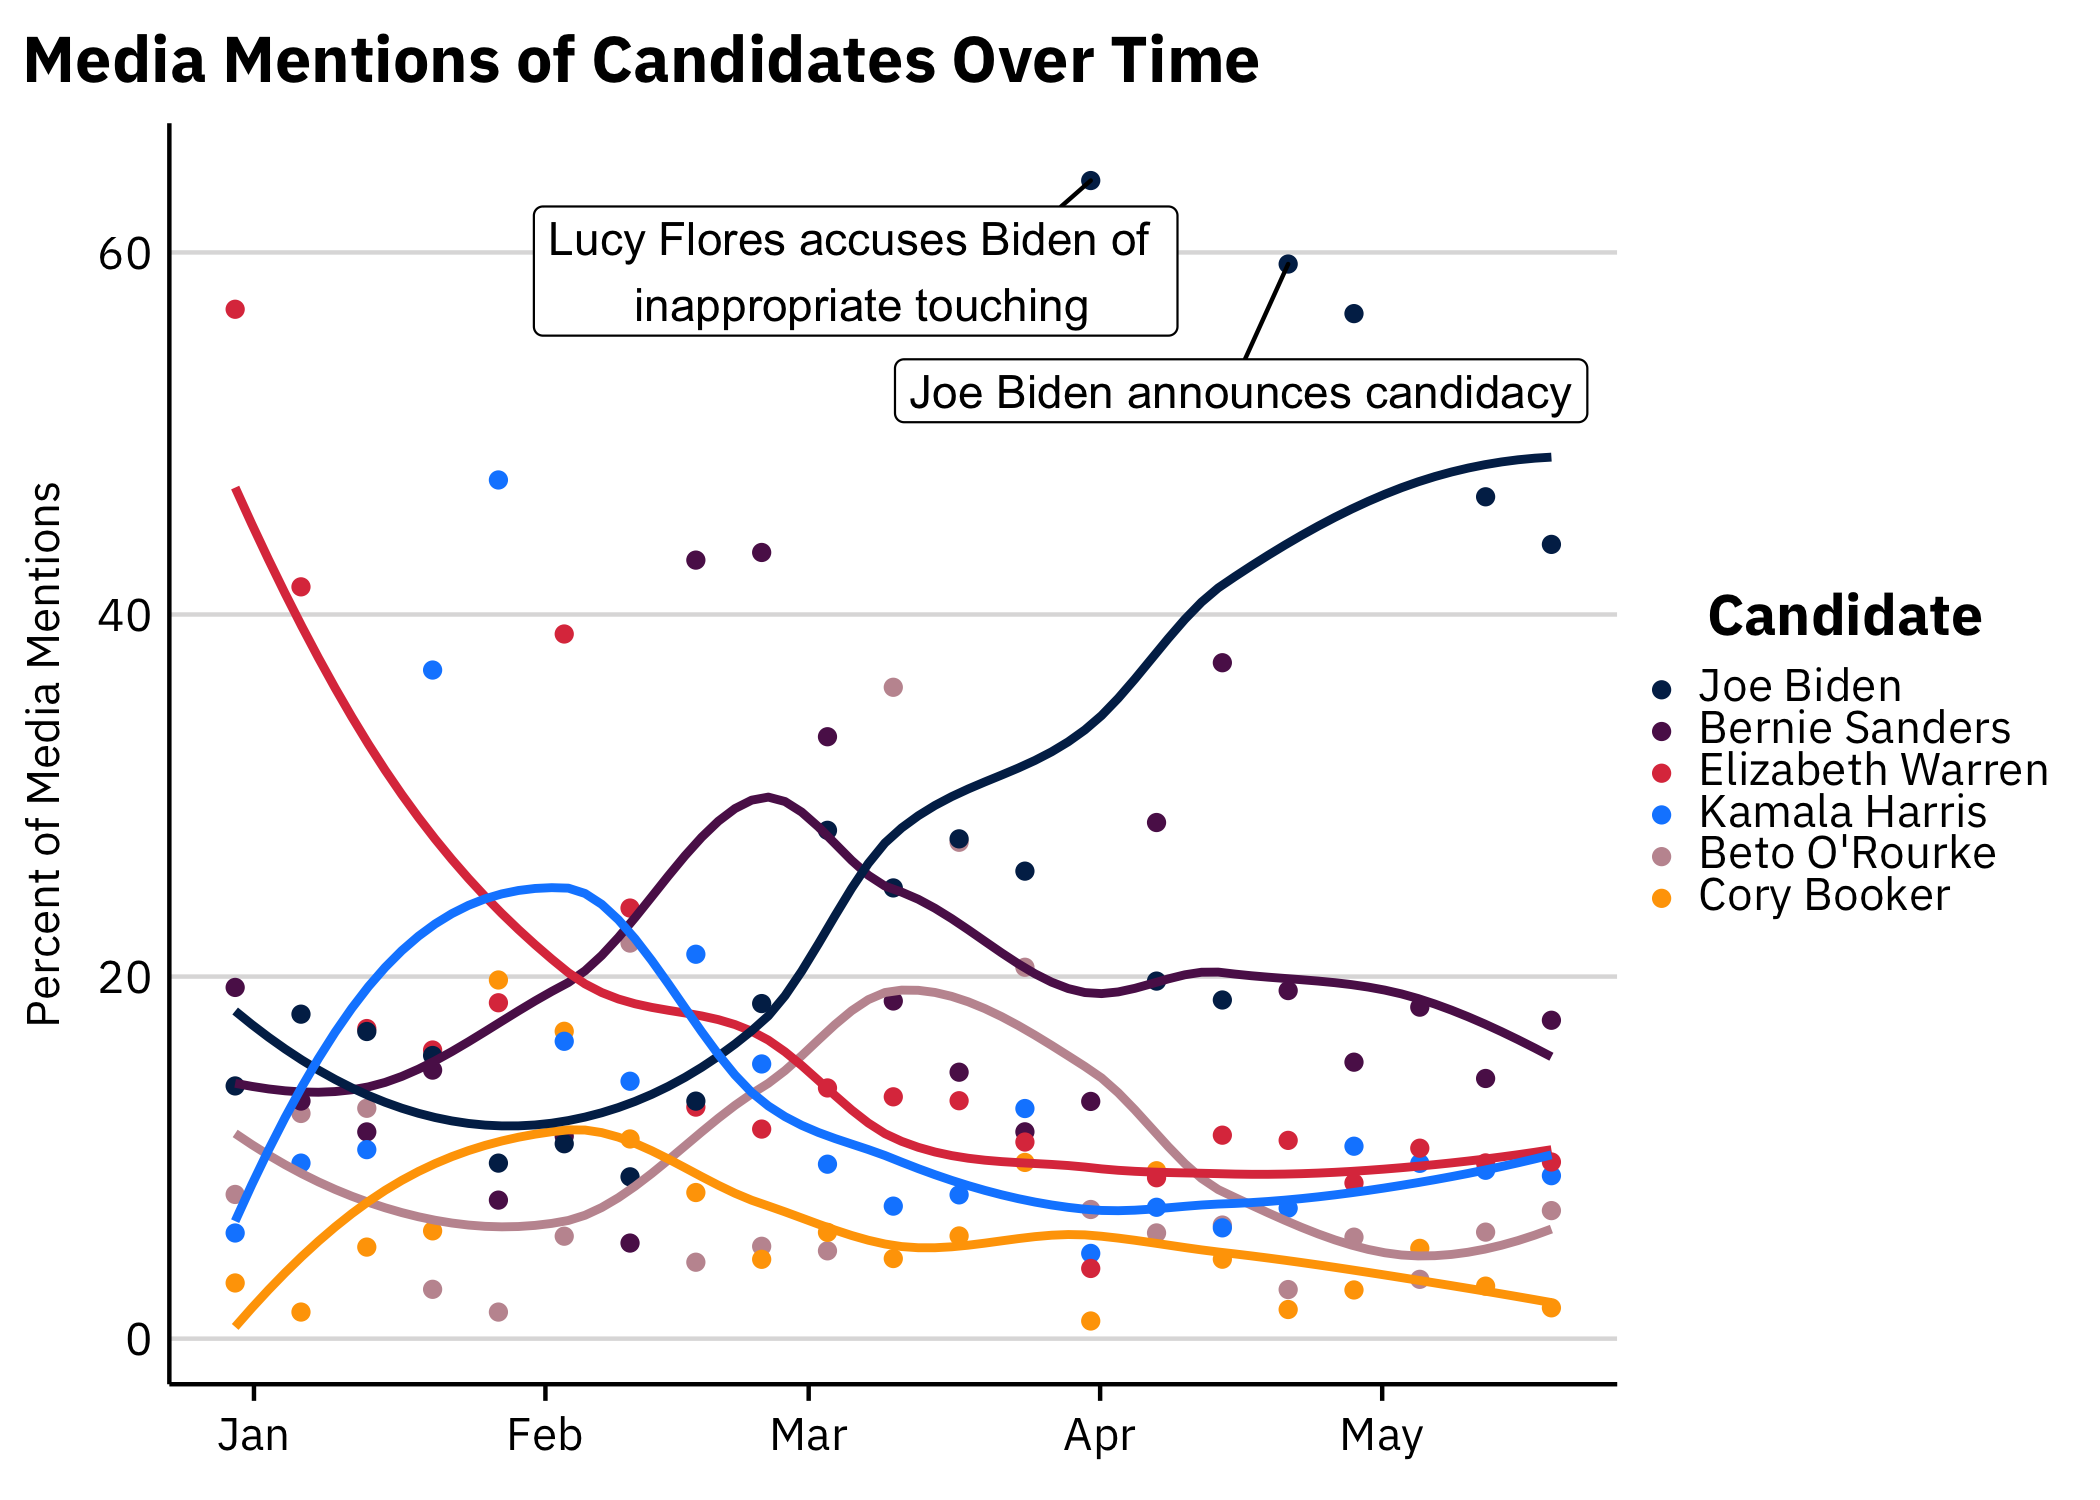 Media Mentions of Candidates Over Time
Percent of Media Mentions
60
40
20
0
Lucy Flores accuses Biden of
inappropriate touching
Joe Biden announces candidacy
Jan
Feb
Mar
Apr
May
Candidate
Joe Biden
Bernie Sanders
Elizabeth Warren
Kamala Harris
Beto O'Rourke
Cory Booker